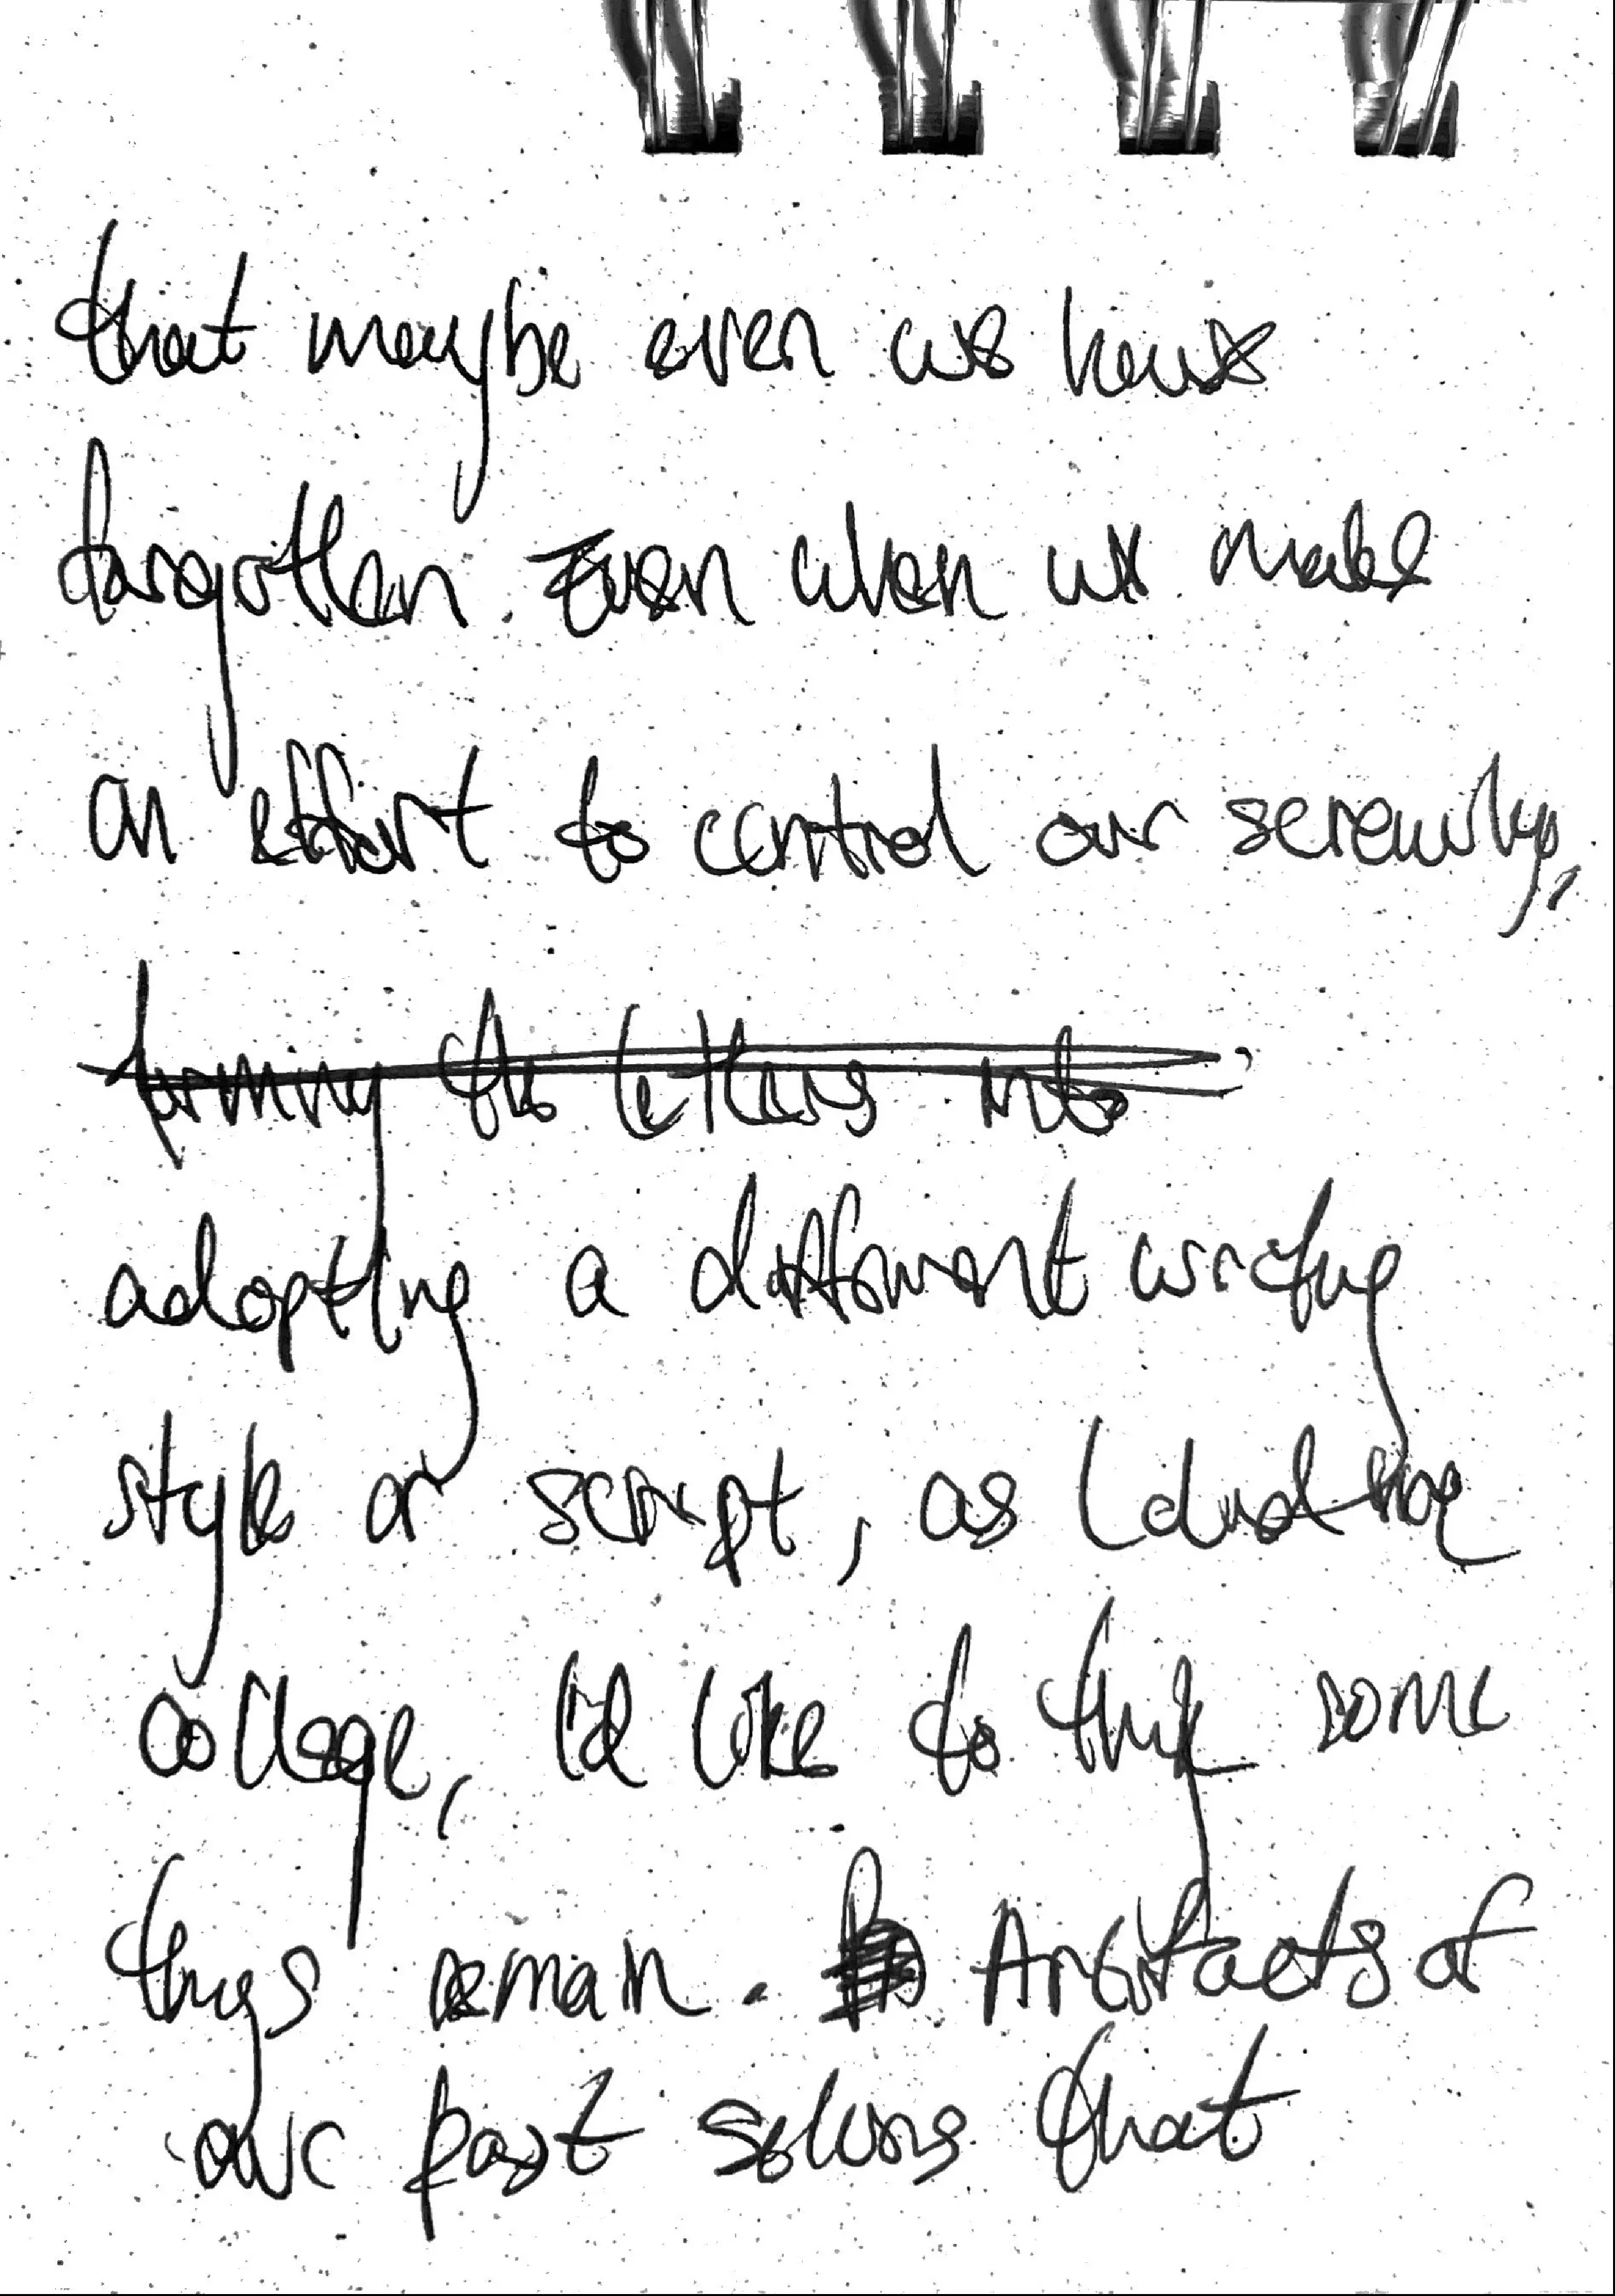 that maybe even we have
forgotten. Even when we make
an effort to control our serenity,
forming the letters into
adopting a different writing
style or script, as I did
college, I'd like to think some
things remain. Artifacts of
our past selves that